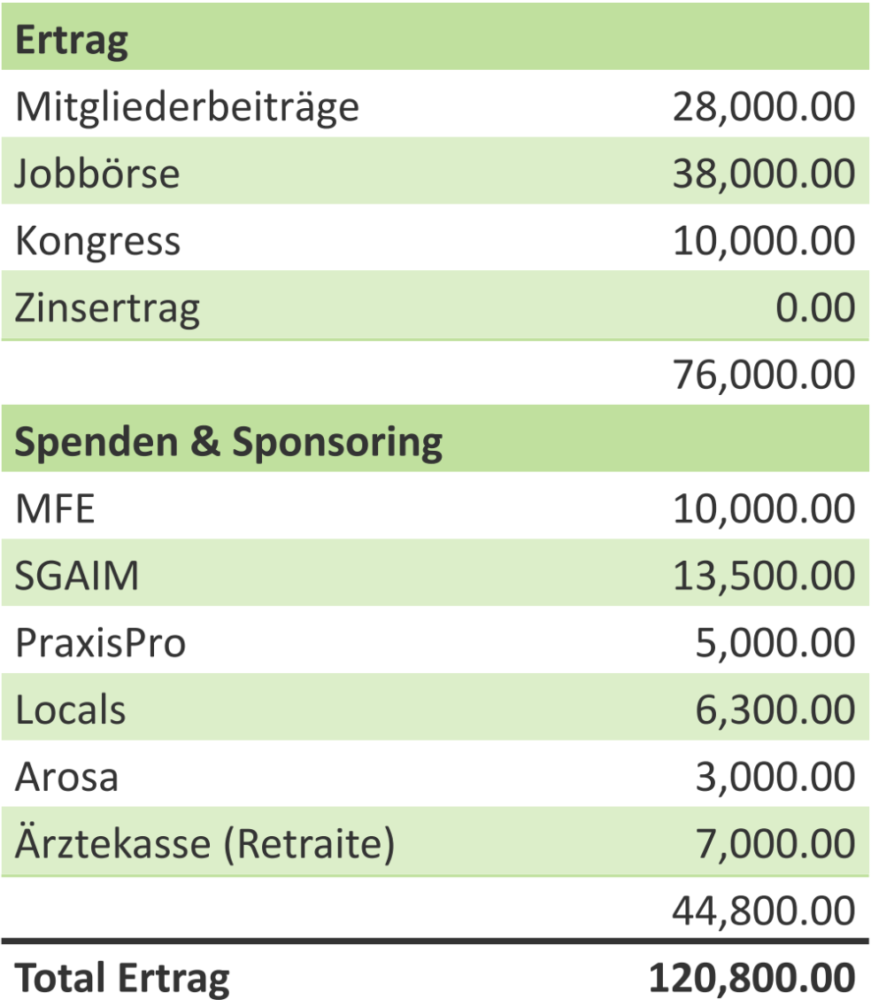 Ertrag
Mitgliederbeiträge 28,000.00
Jobbörse 38,000.00
Kongress 10,000.00
Zinsertrag 0.00
76,000.00
Spenden & Sponsoring
MFE 10,000.00
SGAIM 13,500.00
PraxisPro 5,000.00
Locals 6,300.00
Arosa 3,000.00
Ärztekasse (Retraite) 7,000.00
44,800.00
Total Ertrag 120,800.00